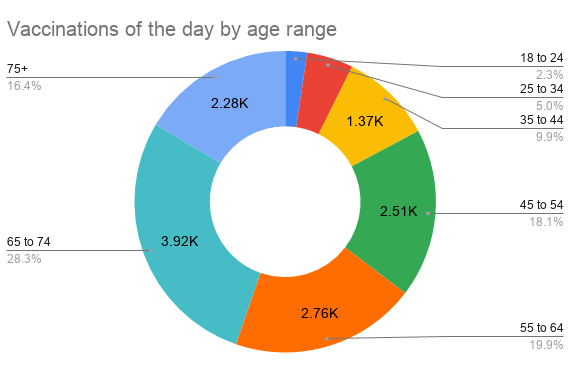 Vaccinations of the day by age range
18 to 24
2.3%
25 to 34
5.0%
35 to 44
9.9%
45 to 54
18.1%
55 to 64
19.9%
65 to 74
28.3%
75+
16.4%
1.37K
2.51K
2.76K
3.92K
2.28K